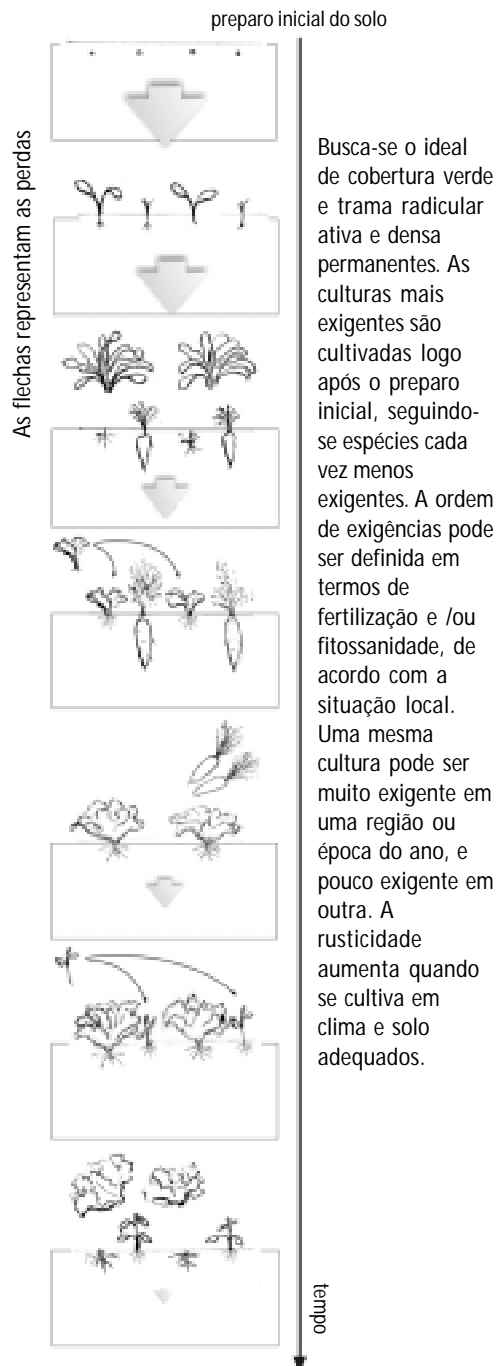 preparo inicial do solo
As flechas representam as perdas
Busca-se o ideal
de cobertura verde
e trama radicular
ativa e densa
permanentes. As
culturas mais
exigentes são
cultivadas logo
após o preparo
inicial, seguindo-
se espécies cada
vez menos
exigentes. A ordem
de exigências pode
ser definida em
termos de
fertilização e /ou
fitossanidade, de
acordo com a
situação local.
Uma mesma
cultura pode ser
muito exigente em
uma região ou
época do ano, e
pouco exigente em
outra. A
rusticidade
aumenta quando
se cultiva em
clima e solo
adequados.
tempo